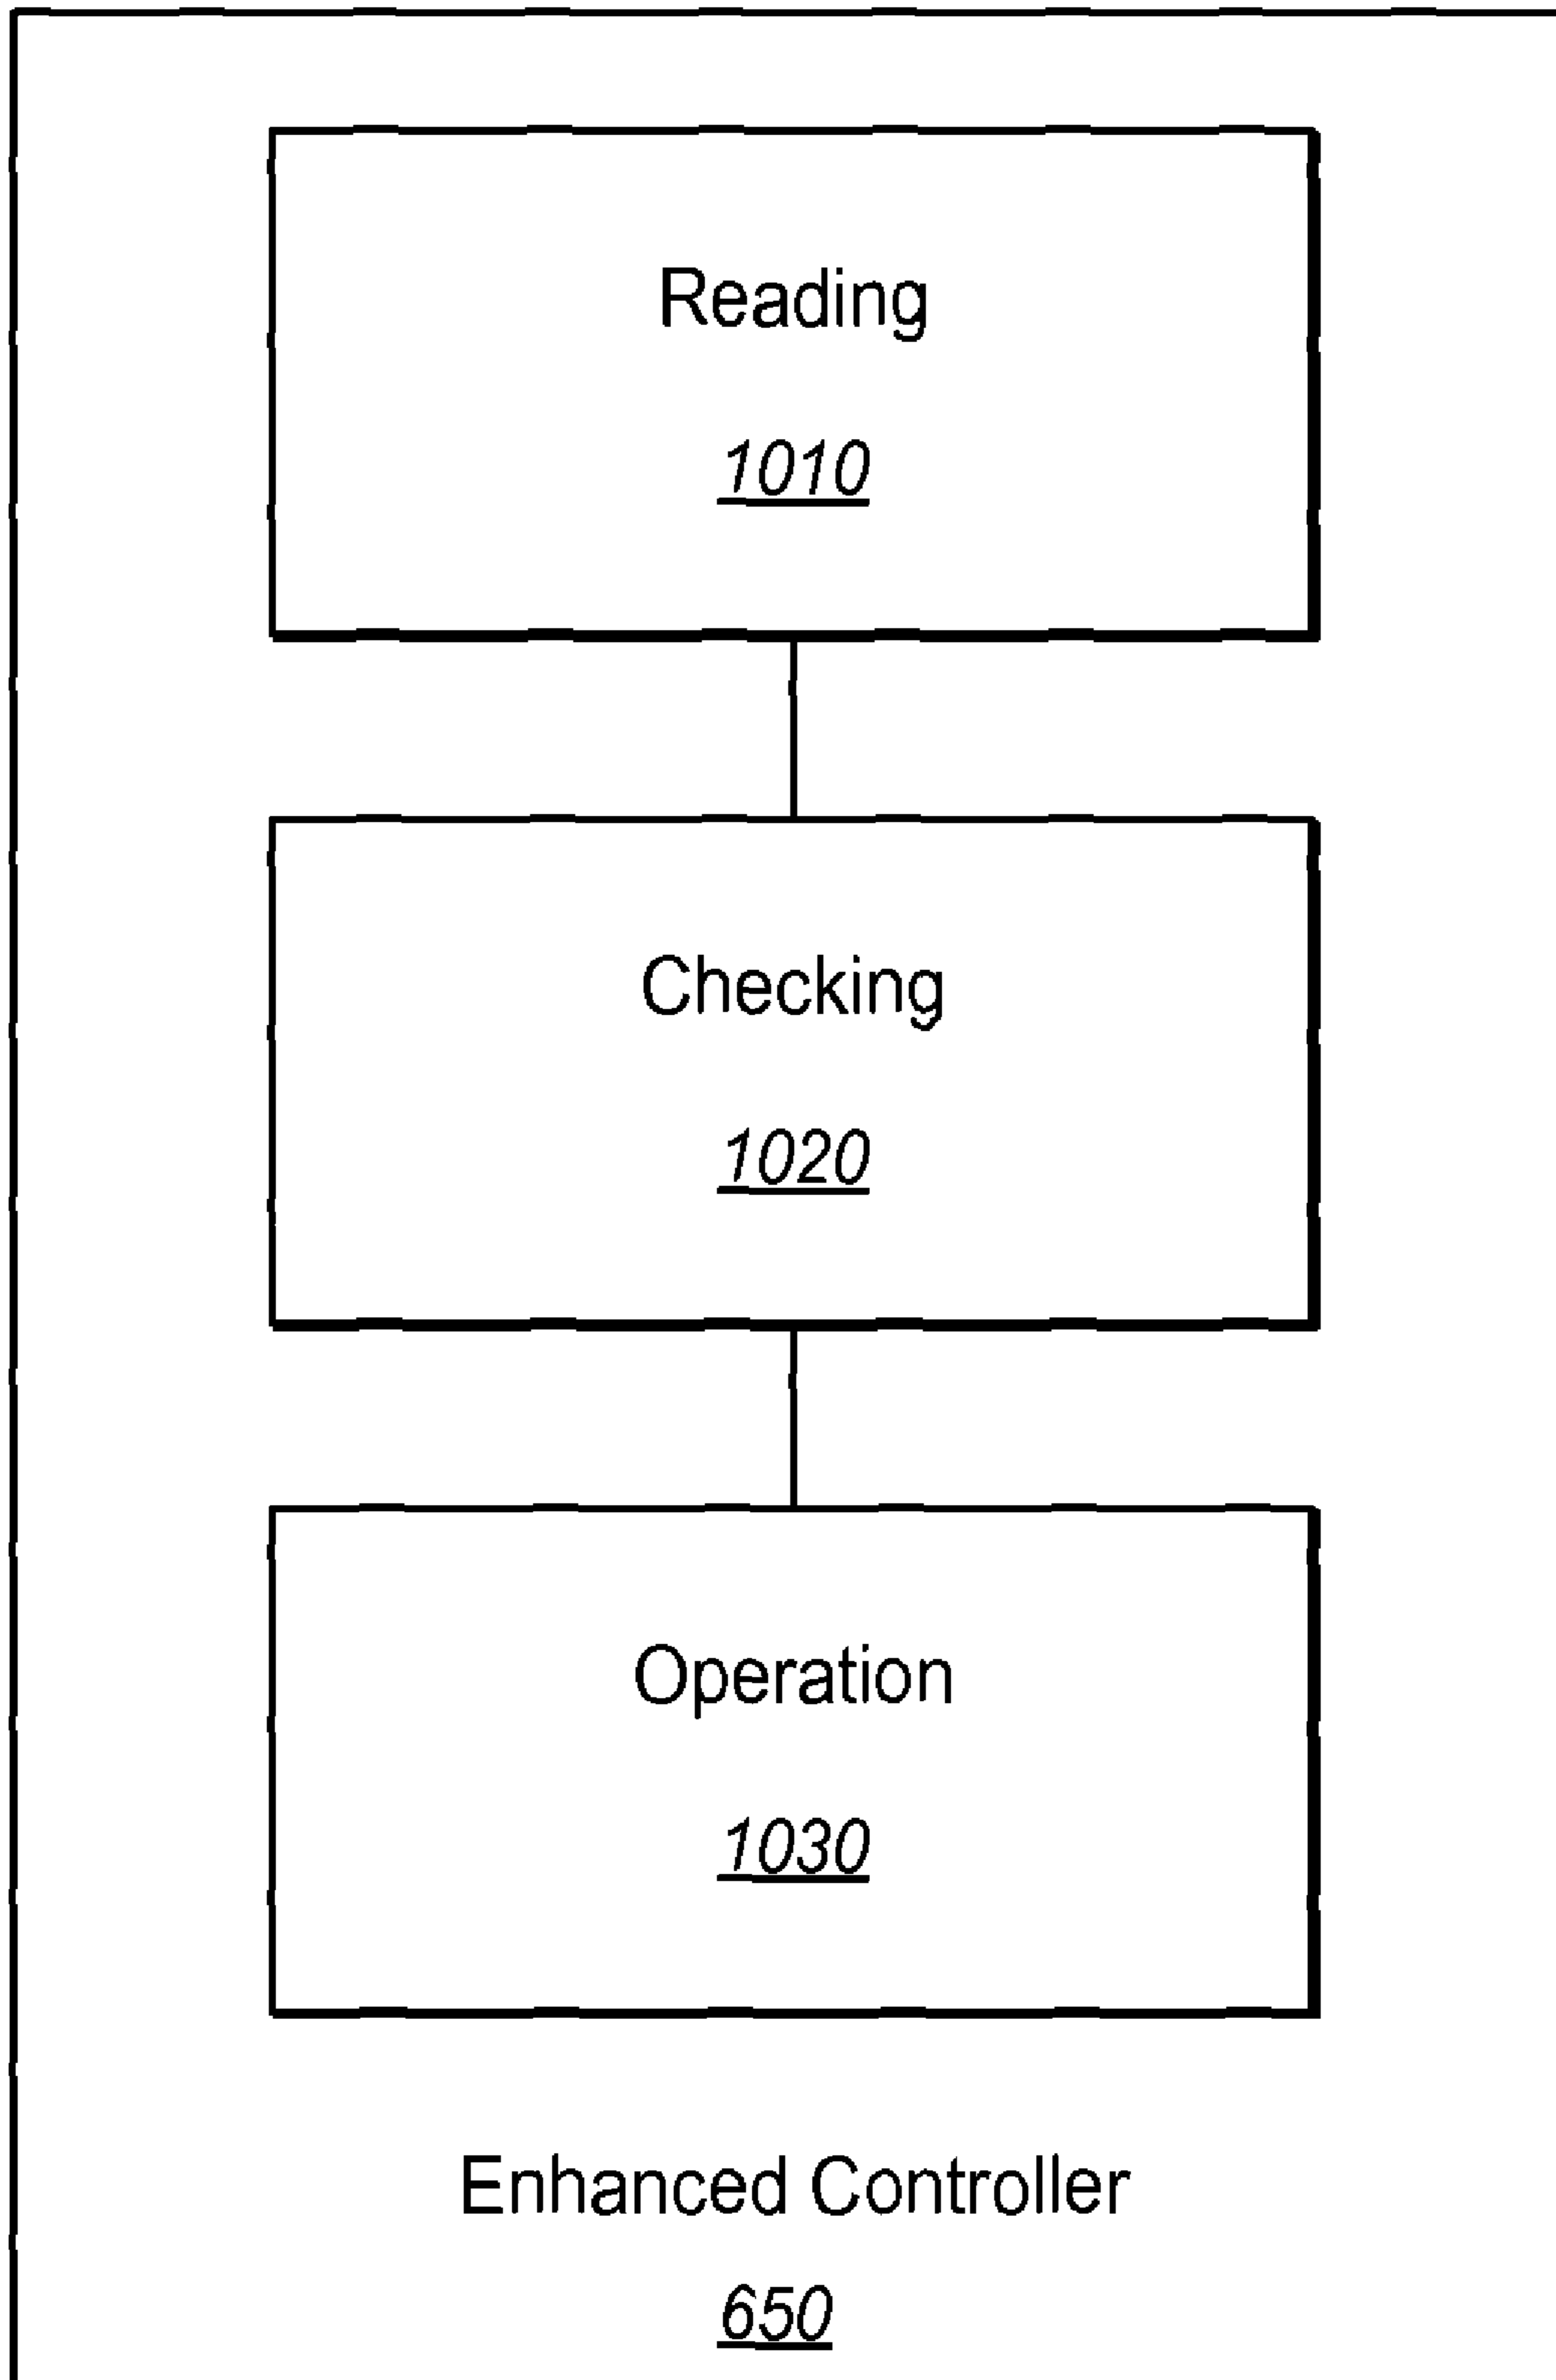 Reading
1010
Checking
1020
Operation
1030
Enhanced Controller
650